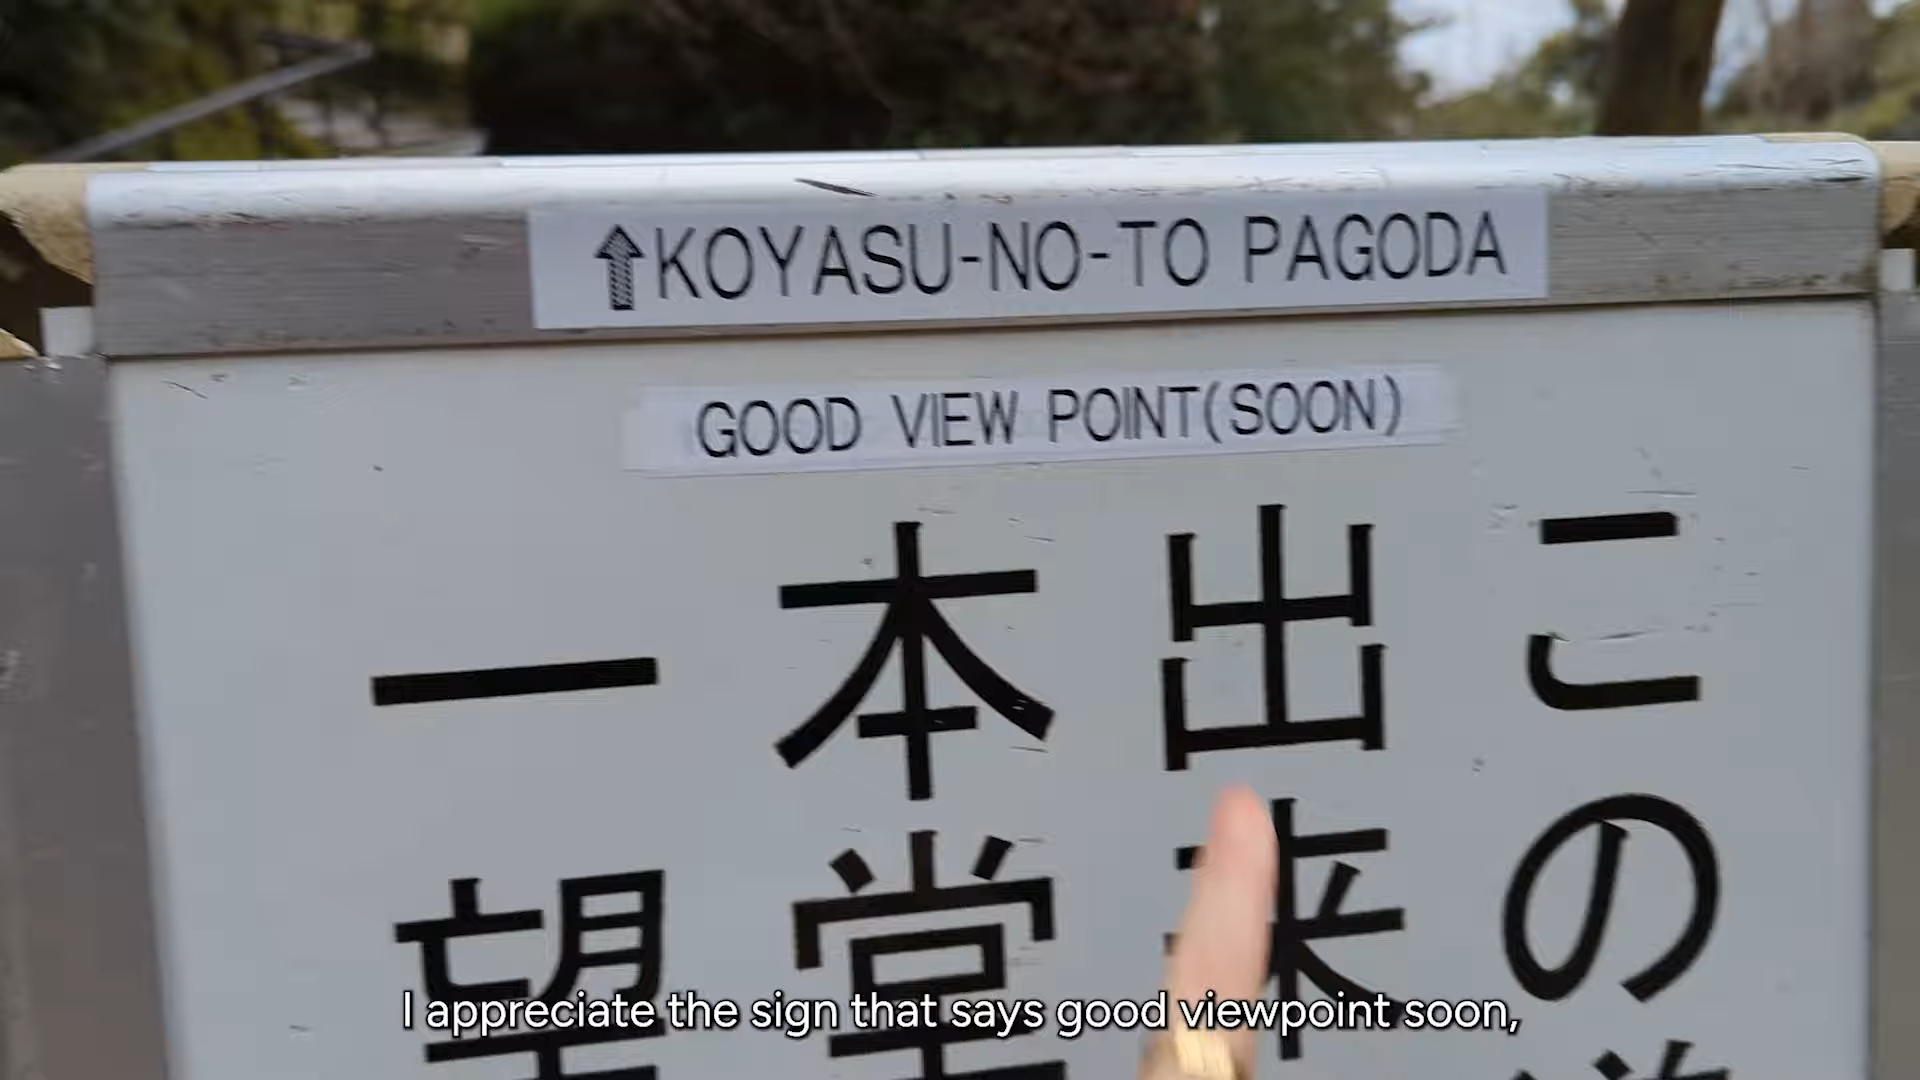 ↑KOYASU-NO-TO PAGODA
GOOD VIEW POINT(SOON)
この
出来
本堂
一望
I appreciate the sign that says good viewpoint soon,